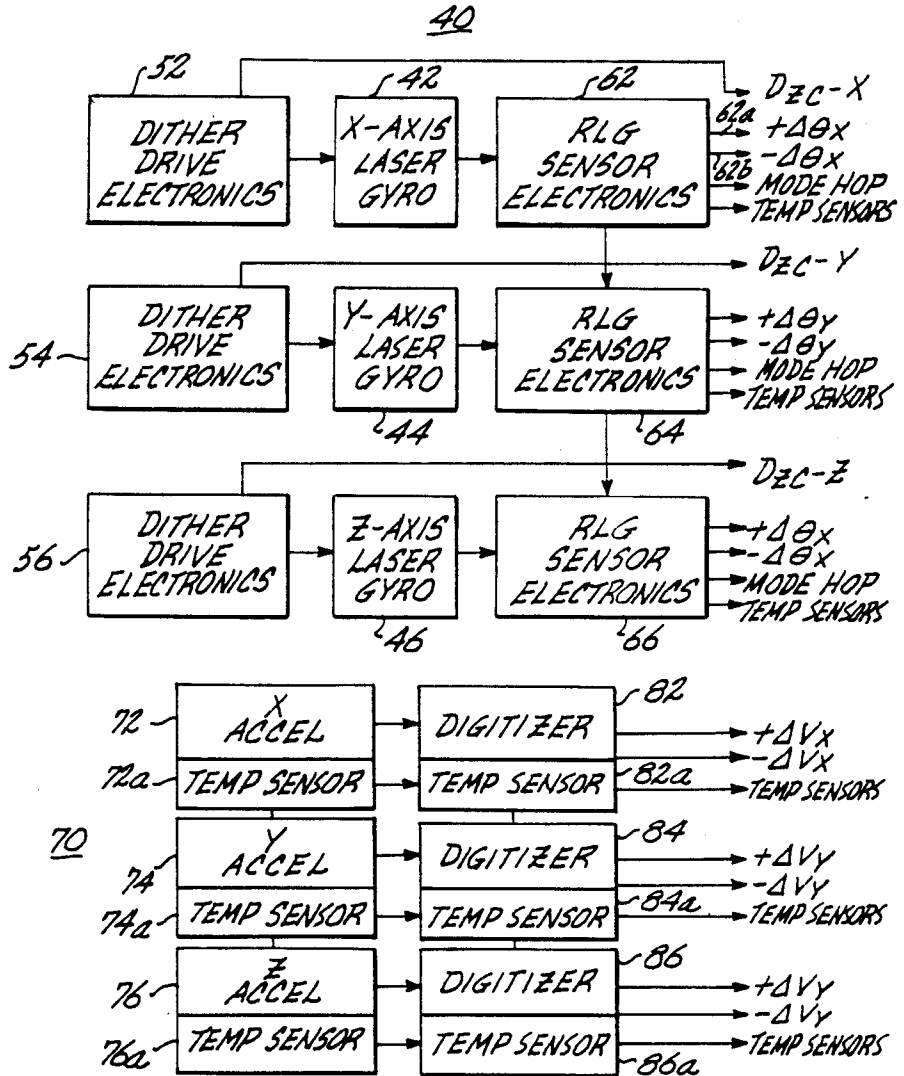 40
52
42
62
DITHER
DRIVE
ELECTRONICS
X-AXIS
LASER
GYRO
RLG
SENSOR
ELECTRONICS
62a
62b
DZC-X
+ΔθX
-ΔθX
MODE HOP
TEMP SENSORS
54
DITHER
DRIVE
ELECTRONICS
Y-AXIS
LASER
GYRO
44
RLG
SENSOR
ELECTRONICS
64
DZC-Y
+ΔθY
-ΔθY
MODE HOP
TEMP SENSORS
56
DITHER
DRIVE
ELECTRONICS
Z-AXIS
LASER
GYRO
46
RLG
SENSOR
ELECTRONICS
66
DZC-Z
+ΔθX
-ΔθX
MODE HOP
TEMP SENSORS
70
72
X
ACCEL
72a
TEMP SENSOR
82
DIGITIZER
TEMP SENSOR
82a
+ΔVX
-ΔVX
TEMP SENSORS
74
Y
ACCEL
74a
TEMP SENSOR
84
DIGITIZER
TEMP SENSOR
84a
+ΔVY
-ΔVY
TEMP SENSORS
76
Z
ACCEL
76a
TEMP SENSOR
86
DIGITIZER
TEMP SENSOR
86a
+ΔVY
-ΔVY
TEMP SENSORS